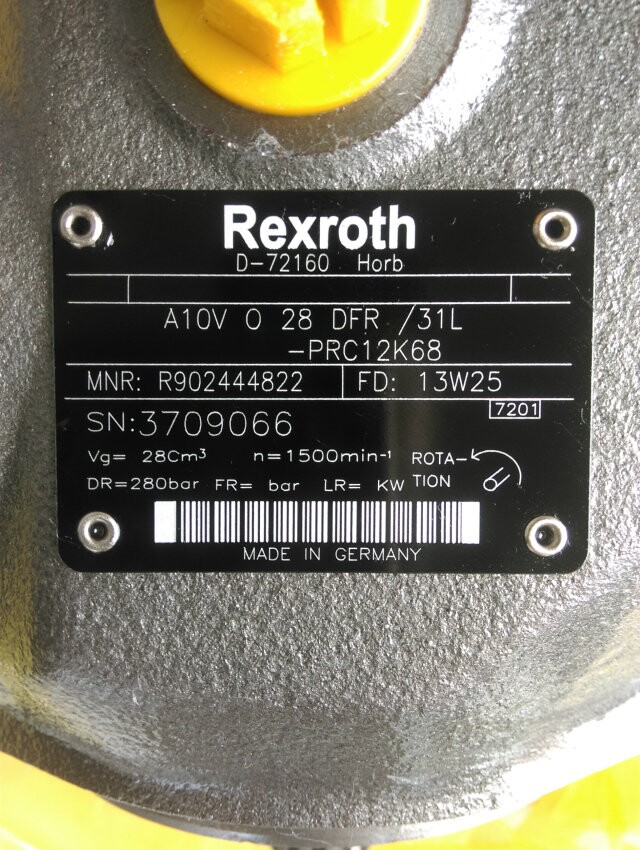 Rexroth
D-72160 Horb
A10V O 28 DFR /31L
-PRC12K68
MNR: R902444822 FD: 13W25
SN:3709066 7201
Vg= 28Cm³ n=1500min⁻¹ ROTA-
DR=280bar FR= bar LR= KW TION
MADE IN GERMANY